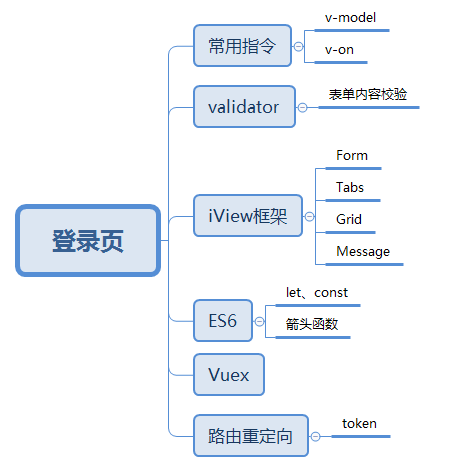 登录页
常用指令
v-model
v-on
validator
表单内容校验
iView框架
Form
Tabs
Grid
Message
ES6
let、const
箭头函数
Vuex
路由重定向
token